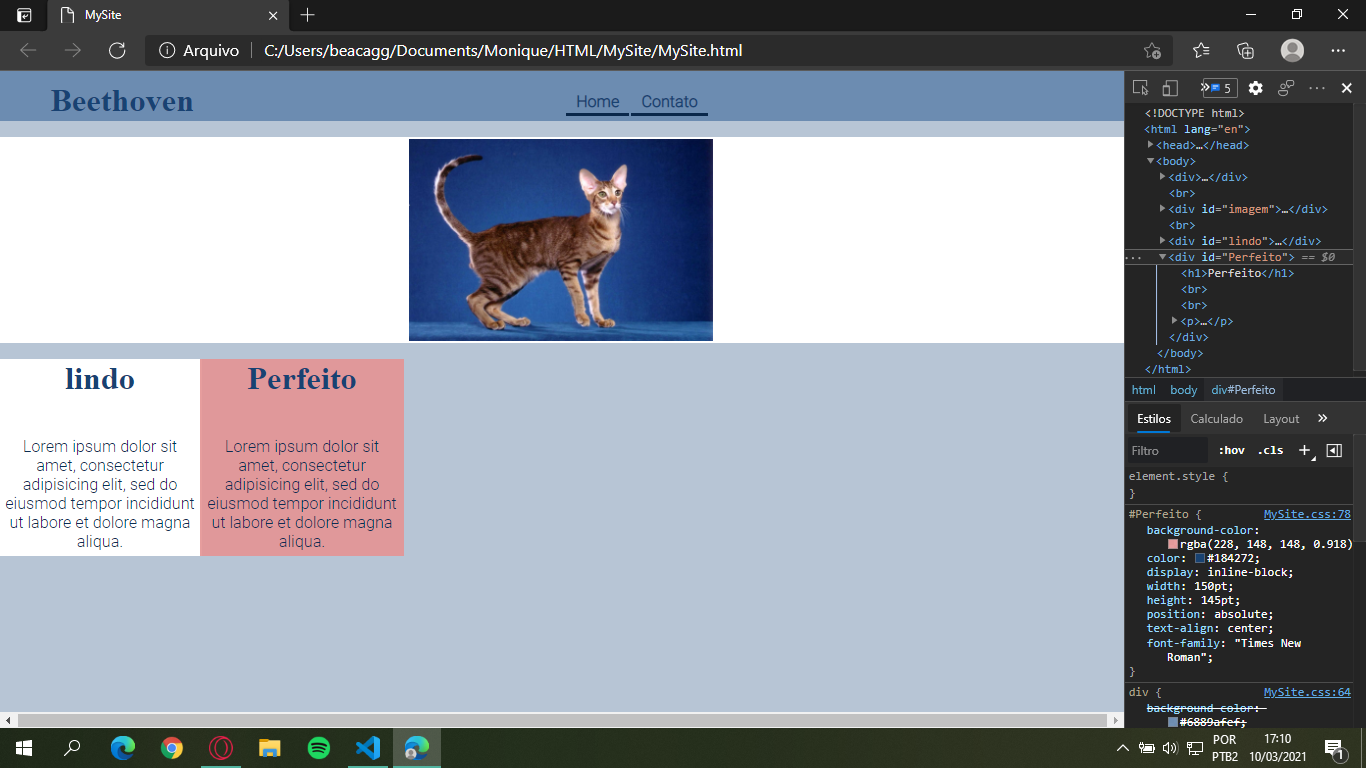 MySite
Arquivo
C:/Users/beacagg/Documents/Monique/HTML/MySite/MySite.html
Beethoven
Home
Contato
lindo
Lorem ipsum dolor sit
amet, consectetur
adipisicing elit, sed do
eiusmod tempor incididunt
ut labore et dolore magna
aliqua.
Perfeito
Lorem ipsum dolor sit
amet, consectetur
adipisicing elit, sed do
eiusmod tempor incididunt
ut labore et dolore magna
aliqua.
5
<!DOCTYPE html>
<html lang="en">
<head>…</head>
<body>
<div>…</div>
<br>
<div id="imagem">…</div>
<br>
<div id="lindo">…</div>
<div id="Perfeito"> == $0
<h1>Perfeito</h1>
<br>
<br>
<p>…</p>
</div>
</body>
</html>
html body div#Perfeito
Estilos Calculado Layout
Filtro :hov .cls
element.style {
}
#Perfeito { MySite.css:78
background-color:
rgba(228, 148, 148, 0.918)
color: #184272;
display: inline-block;
width: 150pt;
height: 145pt;
position: absolute;
text-align: center;
font-family: "Times New
Roman";
}
div { MySite.css:64
background-color:
#6889afef;
POR
PTB2
17:10
10/03/2021
1